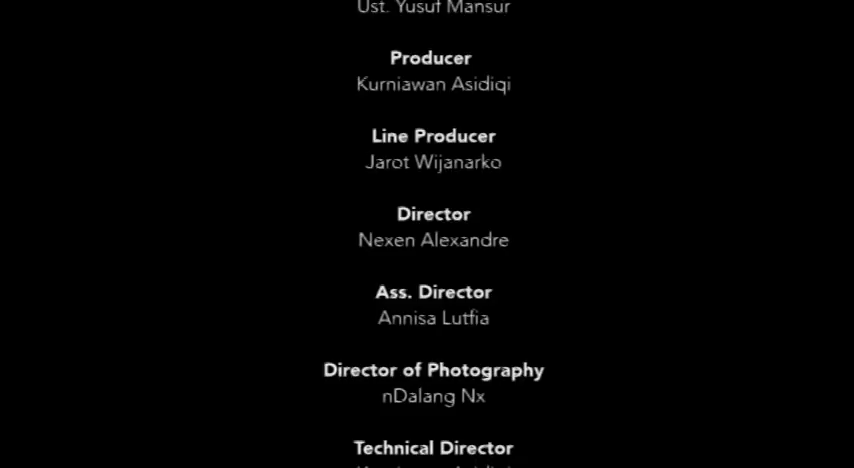 Ust. Yusuf Mansur
Producer
Kurniawan Asidiqi
Line Producer
Jarot Wijanarko
Director
Nexen Alexandre
Ass. Director
Annisa Lutfia
Director of Photography
nDalang Nx
Technical Director